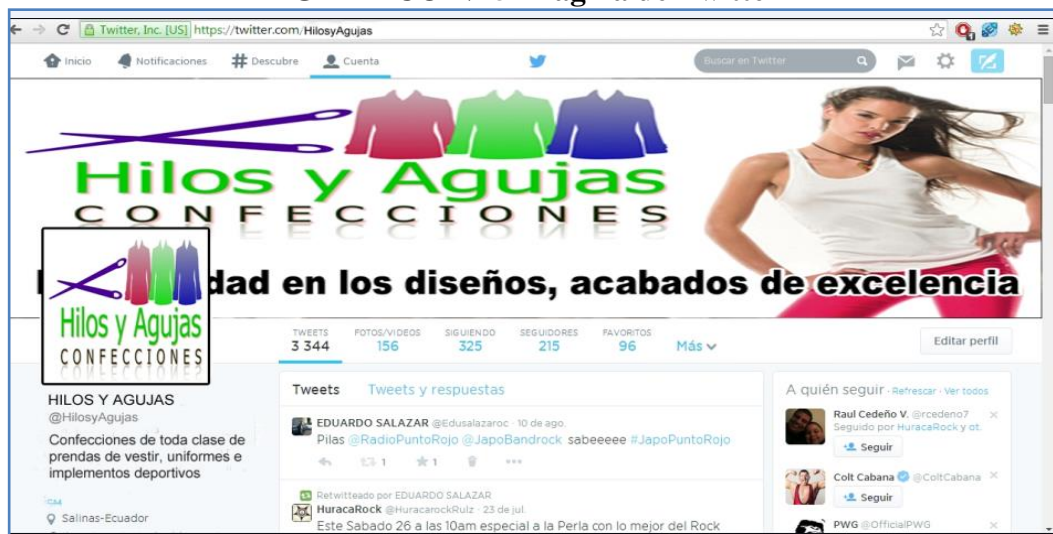 Twitter, Inc. [US] https://twitter.com/HilosyAgujas
Inicio Notificaciones # Descubre Cuenta Buscar en Twitter
Hilos y Agujas
CONFECCIONES
dad en los diseños, acabados de excelencia
Hilos y Agujas
CONFECCIONES
TWEETS FOTOS/VIDEOS SIGUIENDO SEGUIDORES FAVORITOS
3 344 156 325 215 96 Más
Editar perfil
HILOS Y AGUJAS
@HilosyAgujas
Confecciones de toda clase de
prendas de vestir, uniformes e
implementos deportivos
Salinas-Ecuador
Tweets Tweets y respuestas
EDUARDO SALAZAR @Edusalazaroc · 10 de ago.
Pilas @RadioPuntoRojo @JapoBandrock sabeeeee #JapoPuntoRojo
1 1
Retwitteado por EDUARDO SALAZAR
HuracaRock @HuracarockRulz · 23 de jul.
Este Sabado 26 a las 10am especial a la Perla con lo mejor del Rock
A quién seguir · Refrescar · Ver todos
Raul Cedeño V. @rcedeno7
Seguido por HuracaRock y ot.
Seguir
Colt Cabana @ColtCabana
Seguir
PWG @OfficialPWG